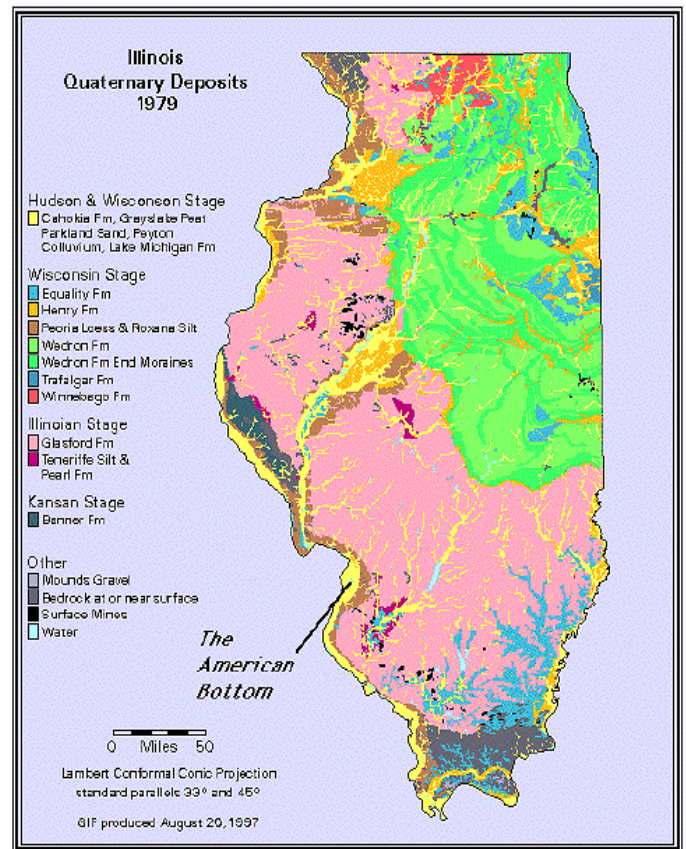 Illinois
Quaternary Deposits
1979
Hudson & Wisconson Stage
Cahokia Fm, Grayslake Peat
Parkland Sand, Peyton
Colluvium, Lake Michigan Fm
Wisconsin Stage
Equality Fm
Henry Fm
Peoria Loess & Roxana Silt
Wedron Fm
Wedron Fm End Moraines
Trafalgar Fm
Winnebago Fm
Illinoian Stage
Glasford Fm
Teneriffe Silt &
Pearl Fm
Kansan Stage
Banner Fm
Other
Mounds Gravel
Bedrock at or near surface
Surface Mines
Water
The
American
Bottom
0 Miles 50
Lambert Conformal Conic Projection
standard parallels 33º and 45º
GIF produced August 20, 1997